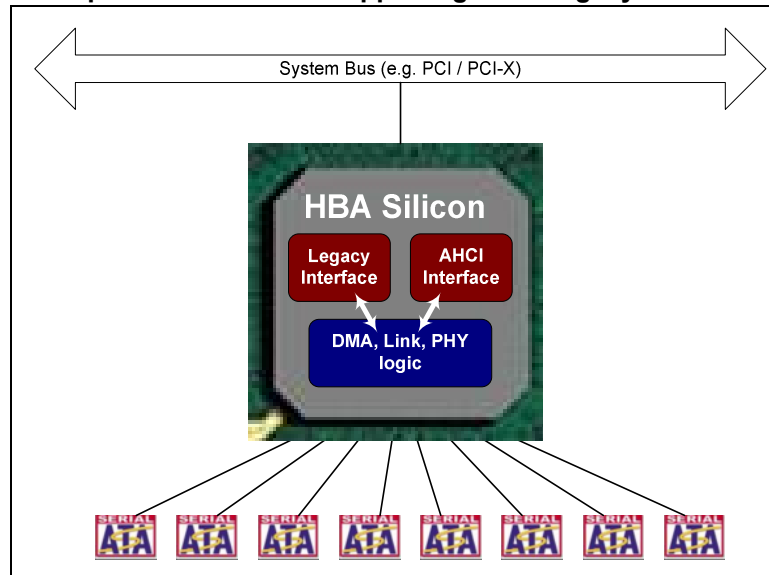 System Bus (e.g. PCI / PCI-X)
HBA Silicon
Legacy
Interface
AHCI
Interface
DMA, Link, PHY
logic
SERIAL
ATA
SERIAL
ATA
SERIAL
ATA
SERIAL
ATA
SERIAL
ATA
SERIAL
ATA
SERIAL
ATA
SERIAL
ATA